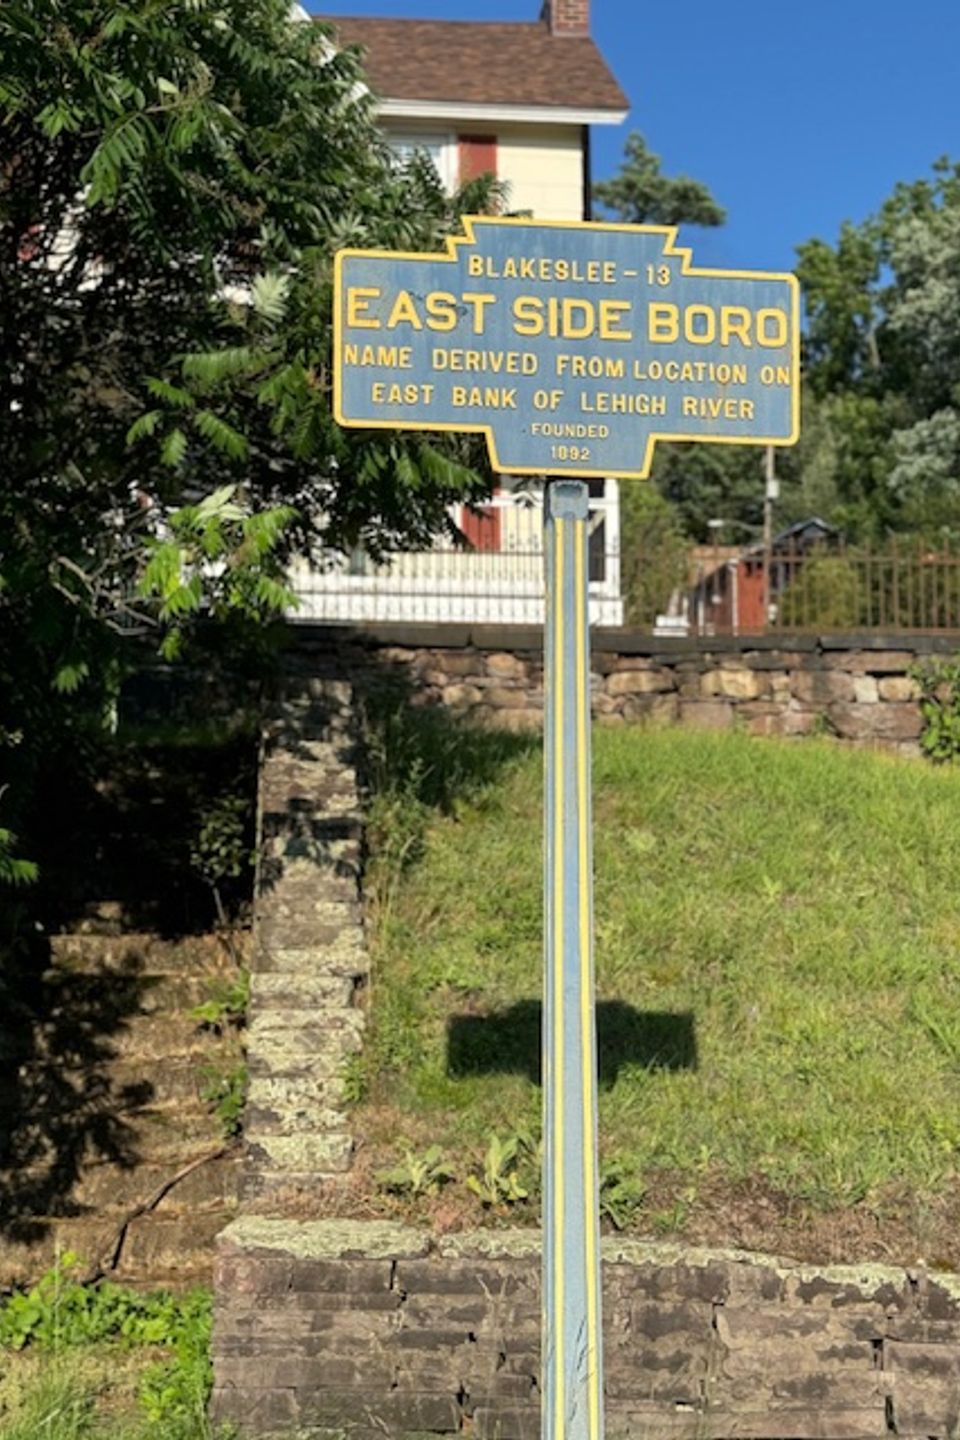 BLAKESLEE – 13
EAST SIDE BORO
NAME DERIVED FROM LOCATION ON
EAST BANK OF LEHIGH RIVER
FOUNDED
1892